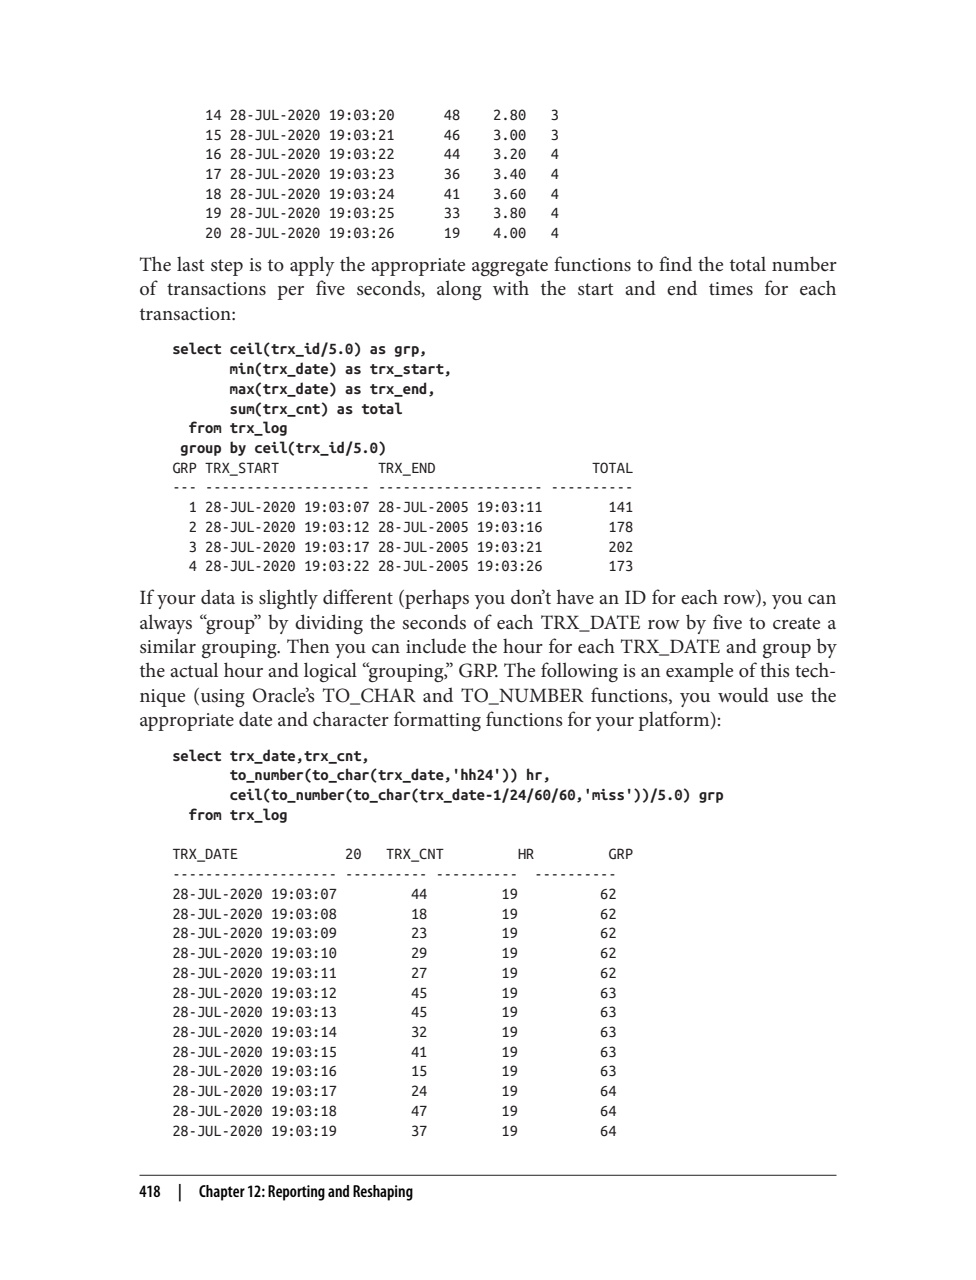 14 28-JUL-2020 19:03:20 48 2.80 3
15 28-JUL-2020 19:03:21 46 3.00 3
16 28-JUL-2020 19:03:22 44 3.20 4
17 28-JUL-2020 19:03:23 36 3.40 4
18 28-JUL-2020 19:03:24 41 3.60 4
19 28-JUL-2020 19:03:25 33 3.80 4
20 28-JUL-2020 19:03:26 19 4.00 4
The last step is to apply the appropriate aggregate functions to find the total number
of transactions per five seconds, along with the start and end times for each
transaction:
select ceil(trx_id/5.0) as grp,
min(trx_date) as trx_start,
max(trx_date) as trx_end,
sum(trx_cnt) as total
from trx_log
group by ceil(trx_id/5.0)
GRP TRX_START TRX_END TOTAL
--- -------------------- -------------------- ----------
1 28-JUL-2020 19:03:07 28-JUL-2005 19:03:11 141
2 28-JUL-2020 19:03:12 28-JUL-2005 19:03:16 178
3 28-JUL-2020 19:03:17 28-JUL-2005 19:03:21 202
4 28-JUL-2020 19:03:22 28-JUL-2005 19:03:26 173
If your data is slightly different (perhaps you don’t have an ID for each row), you can
always “group” by dividing the seconds of each TRX_DATE row by five to create a
similar grouping. Then you can include the hour for each TRX_DATE and group by
the actual hour and logical “grouping,” GRP. The following is an example of this tech-
nique (using Oracle’s TO_CHAR and TO_NUMBER functions, you would use the
appropriate date and character formatting functions for your platform):
select trx_date,trx_cnt,
to_number(to_char(trx_date,'hh24')) hr,
ceil(to_number(to_char(trx_date-1/24/60/60,'miss'))/5.0) grp
from trx_log
TRX_DATE 20 TRX_CNT HR GRP
-------------------- ---------- ---------- ----------
28-JUL-2020 19:03:07 44 19 62
28-JUL-2020 19:03:08 18 19 62
28-JUL-2020 19:03:09 23 19 62
28-JUL-2020 19:03:10 29 19 62
28-JUL-2020 19:03:11 27 19 62
28-JUL-2020 19:03:12 45 19 63
28-JUL-2020 19:03:13 45 19 63
28-JUL-2020 19:03:14 32 19 63
28-JUL-2020 19:03:15 41 19 63
28-JUL-2020 19:03:16 15 19 63
28-JUL-2020 19:03:17 24 19 64
28-JUL-2020 19:03:18 47 19 64
28-JUL-2020 19:03:19 37 19 64
418 | Chapter 12: Reporting and Reshaping